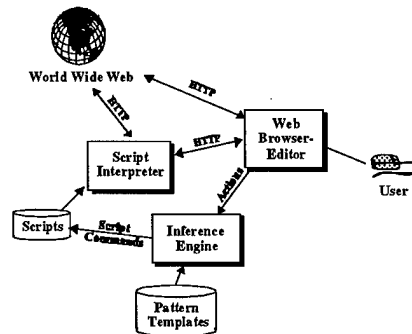 World Wide Web
HTTP
HTTP
Web
Browser-
Editor
HTTP
Script
Interpreter
User
Actions
Scripts
Script
Commands
Inference
Engine
Pattern
Templates